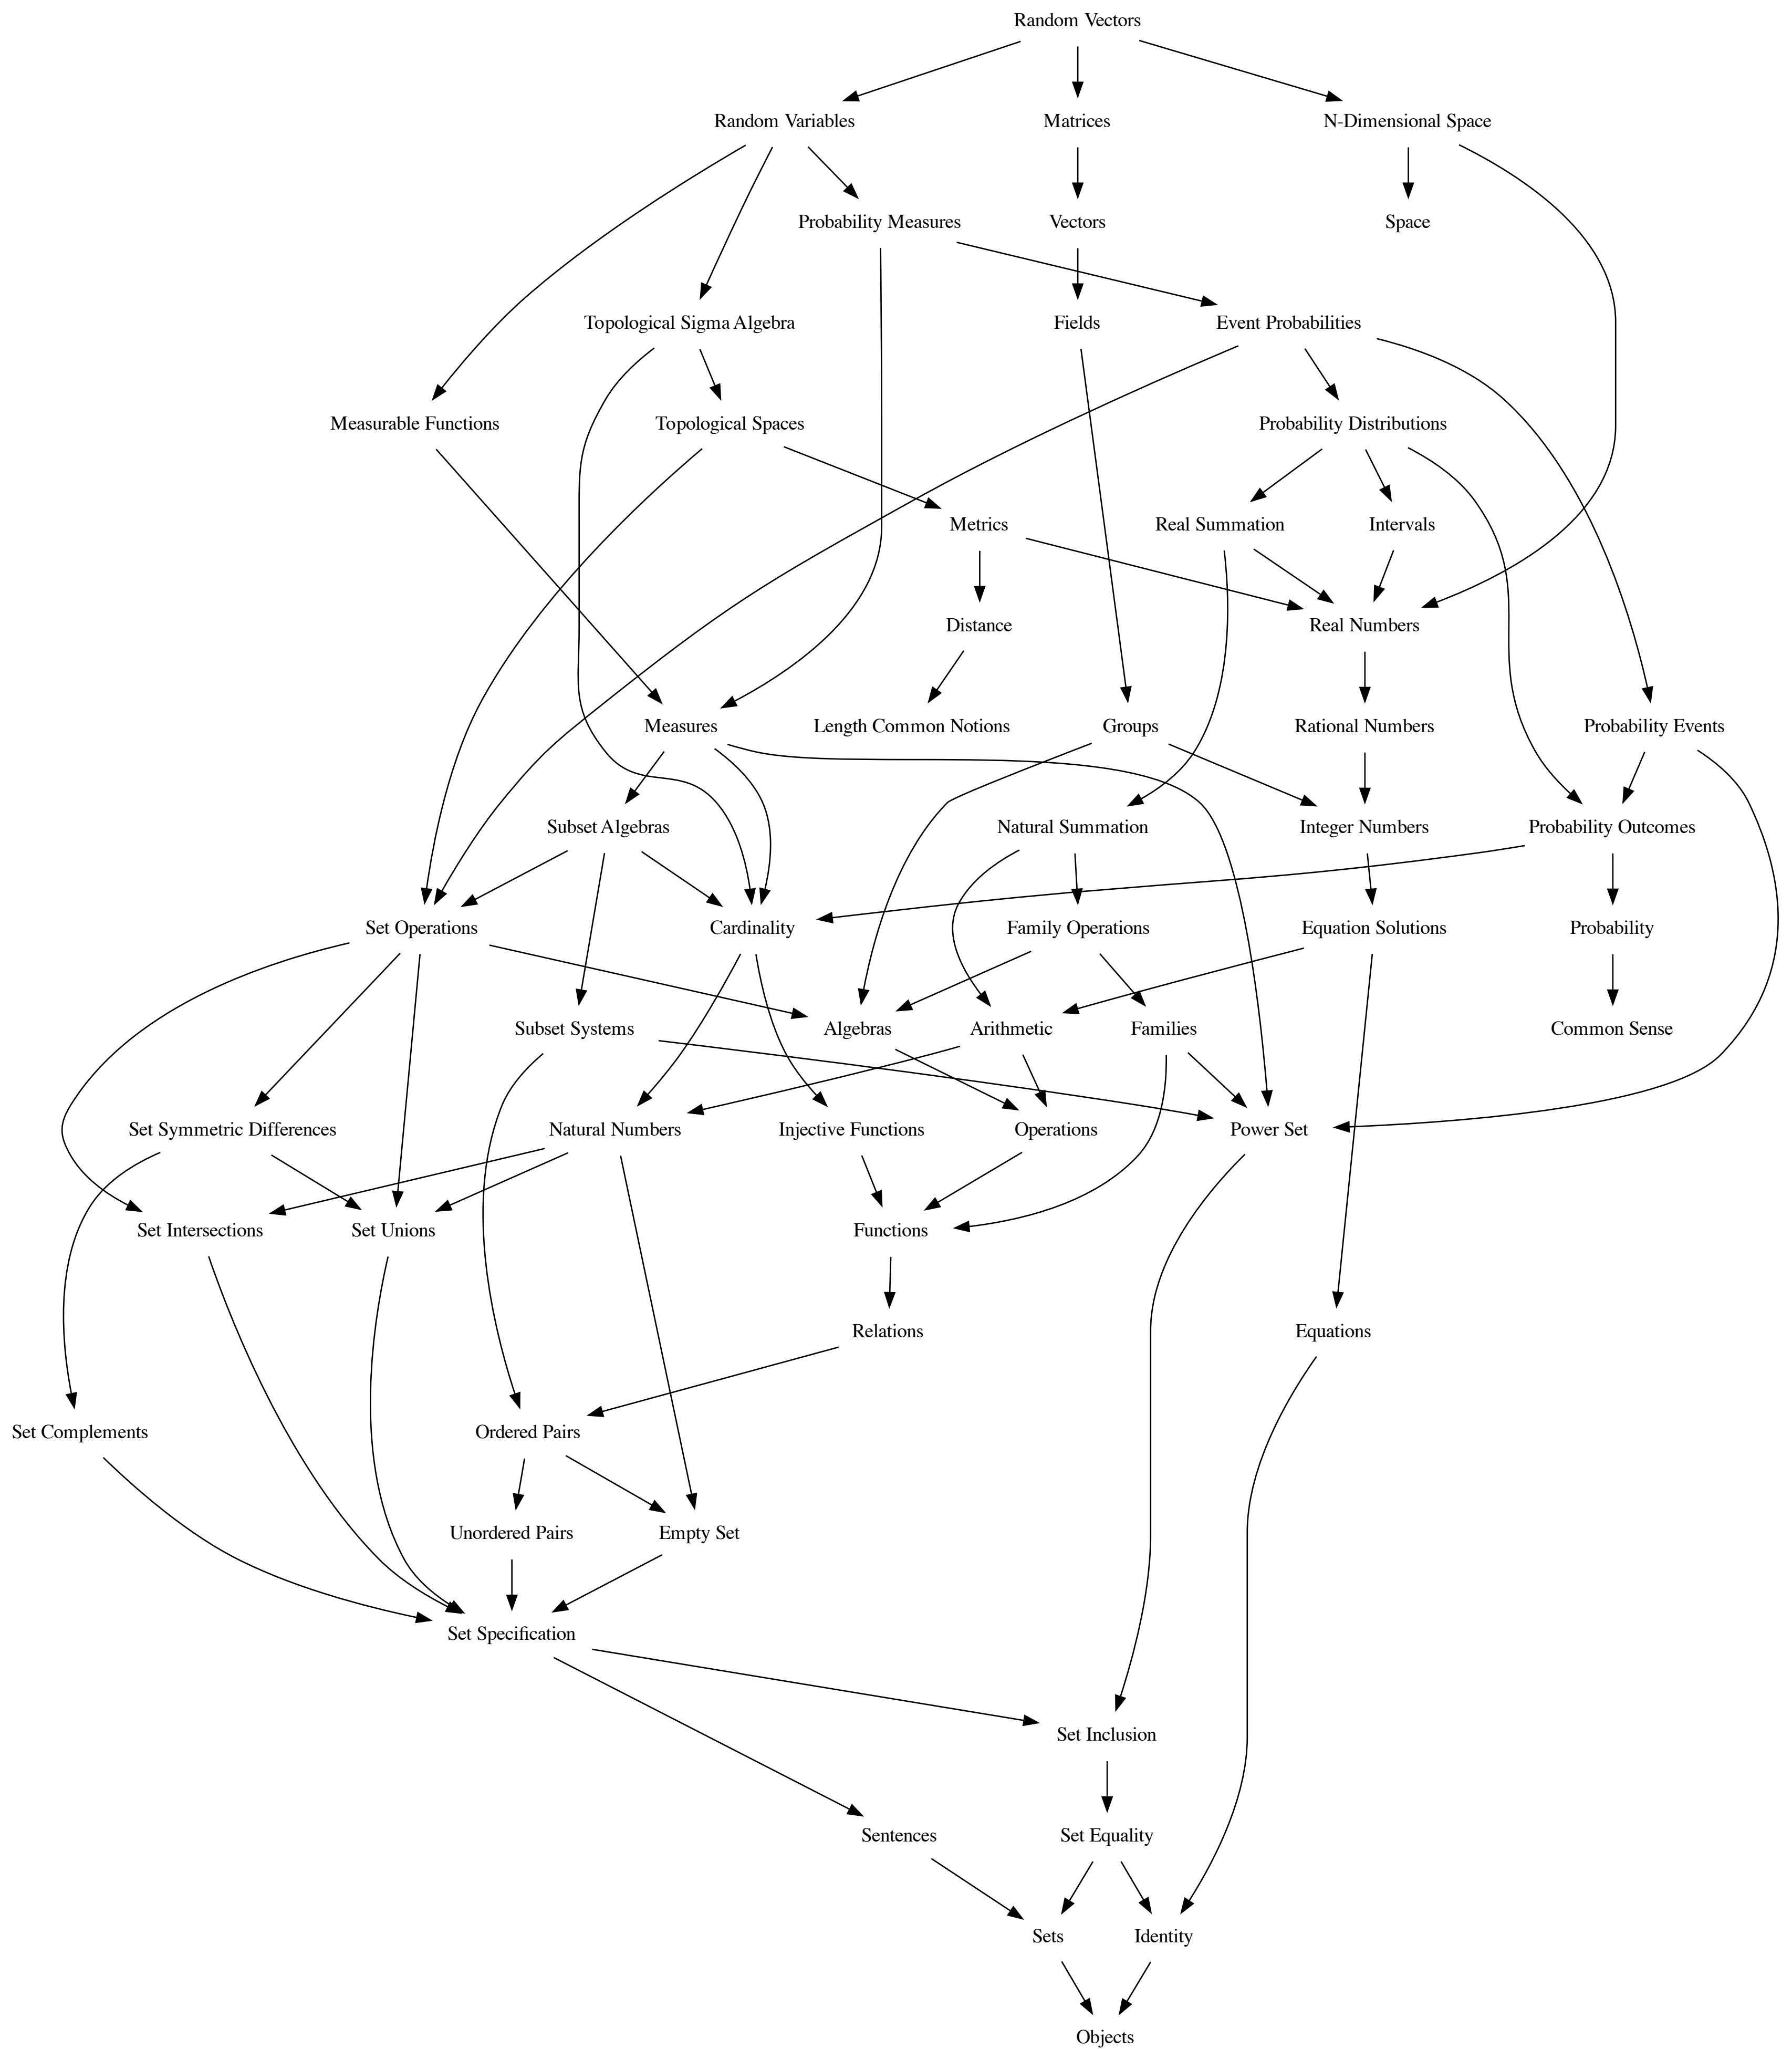 Random Vectors
Random Variables
Matrices
N-Dimensional Space
Probability Measures
Vectors
Space
Topological Sigma Algebra
Fields
Event Probabilities
Measurable Functions
Topological Spaces
Probability Distributions
Metrics
Real Summation
Intervals
Distance
Real Numbers
Measures
Length Common Notions
Groups
Rational Numbers
Probability Events
Subset Algebras
Natural Summation
Integer Numbers
Probability Outcomes
Set Operations
Cardinality
Family Operations
Equation Solutions
Probability
Subset Systems
Algebras
Arithmetic
Families
Common Sense
Set Symmetric Differences
Natural Numbers
Injective Functions
Operations
Power Set
Set Intersections
Set Unions
Functions
Relations
Equations
Set Complements
Ordered Pairs
Unordered Pairs
Empty Set
Set Specification
Set Inclusion
Sentences
Set Equality
Sets
Identity
Objects